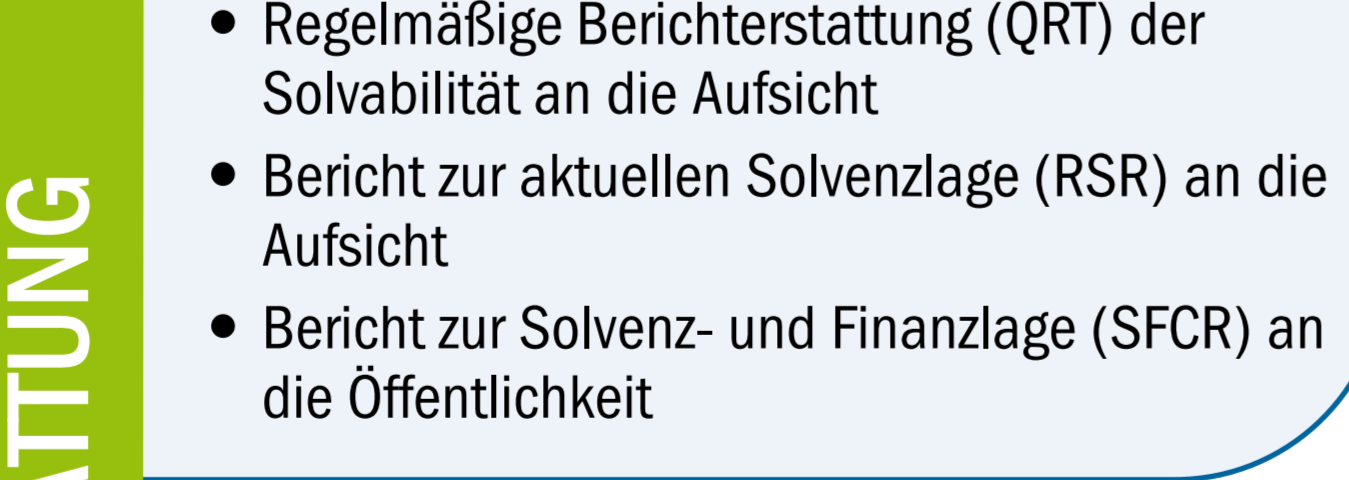 • Regelmäßige Berichterstattung (QRT) der
Solvabilität an die Aufsicht
• Bericht zur aktuellen Solvenzlage (RSR) an die
Aufsicht
• Bericht zur Solvenz- und Finanzlage (SFCR) an
die Öffentlichkeit
TTUNG